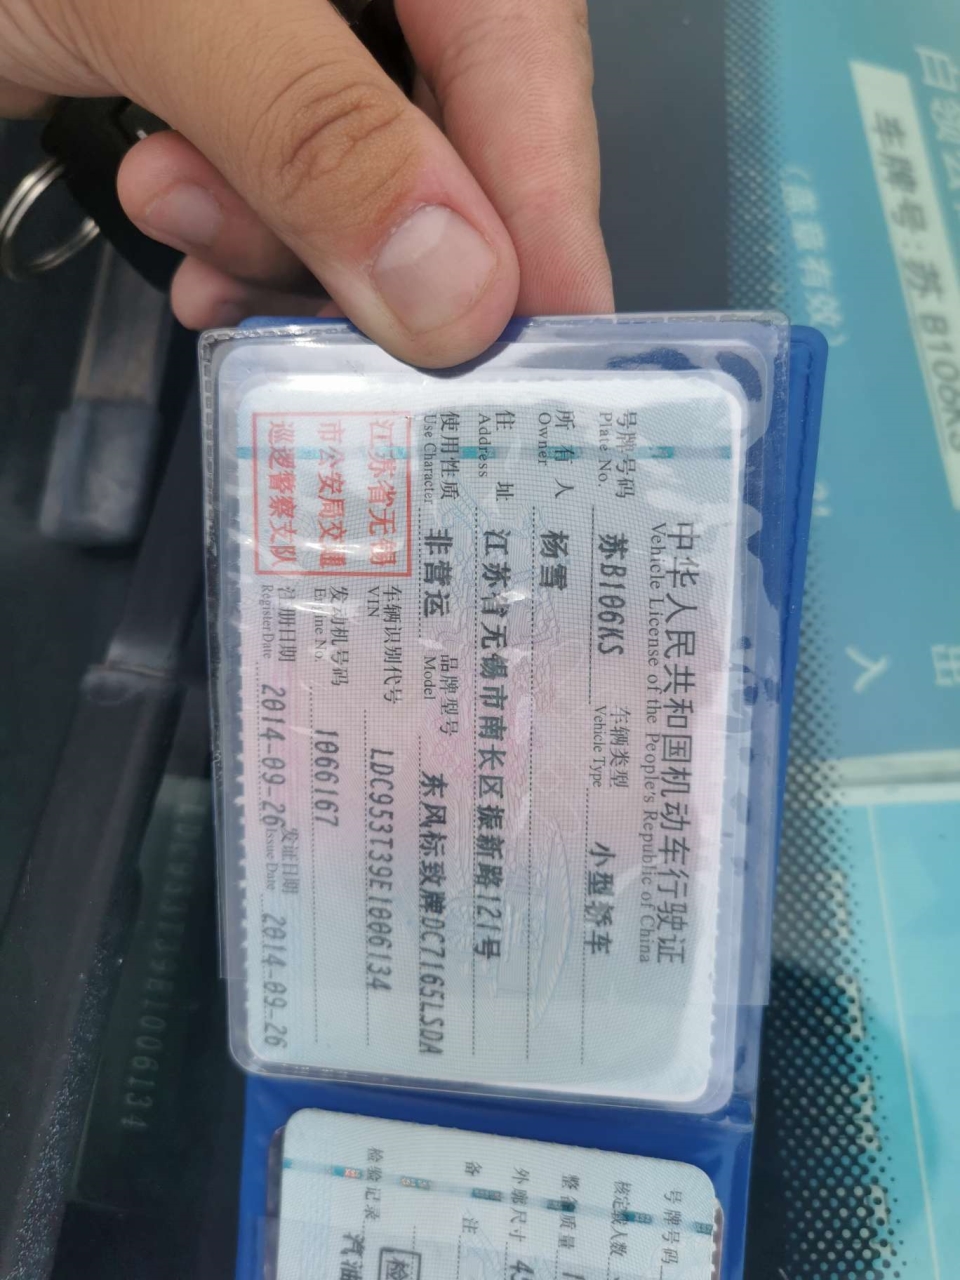 中华人民共和国机动车行驶证
Vehicle License of the People's Republic of China
号牌号码 苏B106KS 车辆类型 小型轿车
Plate No. Vehicle Type
所有人 杨雪
Owner
住址 江苏省无锡市南长区振新路121号
Address
使用性质 非营运 品牌型号 东风标致牌DC7165LSDA
Use Character Model
江苏省无锡
市公安局交通
巡逻警察支队
车辆识别代号 LDC953T39E1006134
VIN
发动机号码 1066167
Engine No.
注册日期 2014-09-26 发证日期 2014-09-26
Register Date Issue Date
号牌号码
核定载人数
整备质量
外廓尺寸
备注
检验记录
汽油
车牌号:苏B106KS
出
入